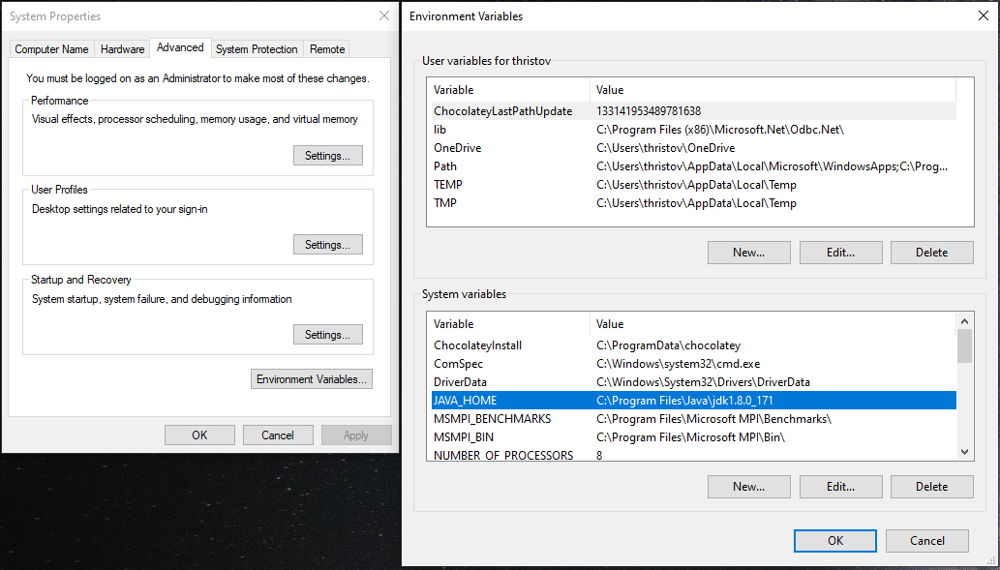 System Properties
Computer Name Hardware Advanced System Protection Remote
You must be logged on as an Administrator to make most of these changes.
Performance
Visual effects, processor scheduling, memory usage, and virtual memory
Settings...
User Profiles
Desktop settings related to your sign-in
Settings...
Startup and Recovery
System startup, system failure, and debugging information
Settings...
Environment Variables...
OK Cancel Apply
Environment Variables
User variables for thristov
Variable Value
ChocolateyLastPathUpdate 133141953489781638
lib C:\Program Files (x86)\Microsoft.Net\Odbc.Net\
OneDrive C:\Users\thristov\OneDrive
Path C:\Users\thristov\AppData\Local\Microsoft\WindowsApps;C:\Prog...
TEMP C:\Users\thristov\AppData\Local\Temp
TMP C:\Users\thristov\AppData\Local\Temp
New... Edit... Delete
System variables
Variable Value
ChocolateyInstall C:\ProgramData\chocolatey
ComSpec C:\Windows\system32\cmd.exe
DriverData C:\Windows\System32\Drivers\DriverData
JAVA_HOME C:\Program Files\Java\jdk1.8.0_171
MSMPI_BENCHMARKS C:\Program Files\Microsoft MPI\Benchmarks\
MSMPI_BIN C:\Program Files\Microsoft MPI\Bin\
NUMBER_OF_PROCESSORS 8
New... Edit... Delete
OK Cancel